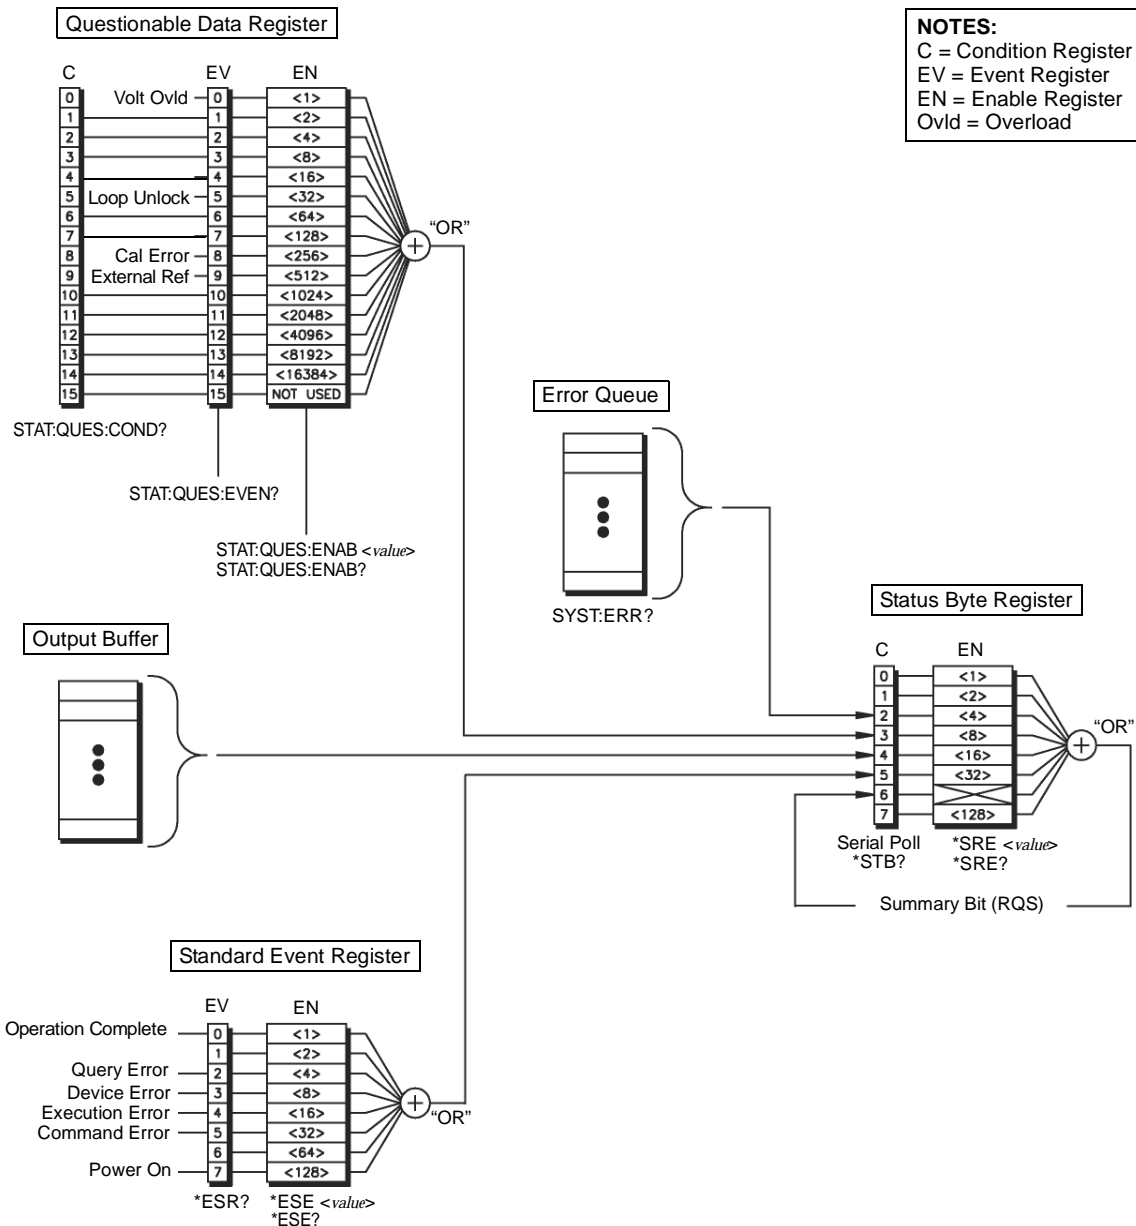 Questionable Data Register
NOTES:
C = Condition Register
EV = Event Register
EN = Enable Register
Ovld = Overload
C EV EN
0 Volt Ovld 0 <1>
1 1 <2>
2 2 <4>
3 3 <8>
4 4 <16>
5 Loop Unlock 5 <32>
6 6 <64>
7 7 <128>
8 Cal Error 8 <256>
9 External Ref 9 <512>
10 10 <1024>
11 11 <2048>
12 12 <4096>
13 13 <8192>
14 14 <16384>
15 15 NOT USED
“OR”
STAT:QUES:COND?
STAT:QUES:EVEN?
STAT:QUES:ENAB <value>
STAT:QUES:ENAB?
Error Queue
SYST:ERR?
Output Buffer
Status Byte Register
C EN
0 <1>
1 <2>
2 <4>
3 <8>
4 <16>
5 <32>
6
7 <128>
“OR”
Serial Poll
*STB?
*SRE <value>
*SRE?
Summary Bit (RQS)
Standard Event Register
EV EN
Operation Complete 0 <1>
1 <2>
Query Error 2 <4>
Device Error 3 <8>
Execution Error 4 <16>
Command Error 5 <32>
6 <64>
Power On 7 <128>
“OR”
*ESR?
*ESE <value>
*ESE?